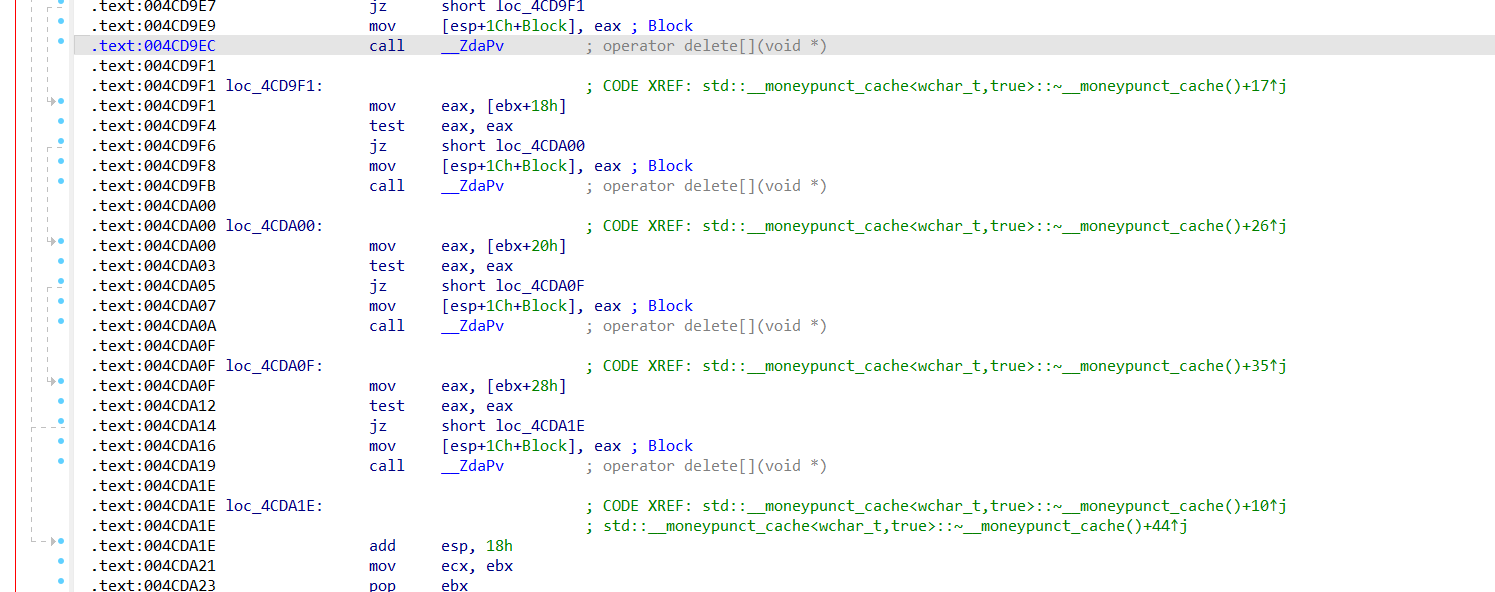 .text:004CD9E7 jz short loc_4CD9F1
.text:004CD9E9 mov [esp+1Ch+Block], eax ; Block
.text:004CD9EC call __ZdaPv ; operator delete[](void *)
.text:004CD9F1
.text:004CD9F1 loc_4CD9F1: ; CODE XREF: std::__moneypunct_cache<wchar_t,true>::~__moneypunct_cache()+17↑j
.text:004CD9F1 mov eax, [ebx+18h]
.text:004CD9F4 test eax, eax
.text:004CD9F6 jz short loc_4CDA00
.text:004CD9F8 mov [esp+1Ch+Block], eax ; Block
.text:004CD9FB call __ZdaPv ; operator delete[](void *)
.text:004CDA00
.text:004CDA00 loc_4CDA00: ; CODE XREF: std::__moneypunct_cache<wchar_t,true>::~__moneypunct_cache()+26↑j
.text:004CDA00 mov eax, [ebx+20h]
.text:004CDA03 test eax, eax
.text:004CDA05 jz short loc_4CDA0F
.text:004CDA07 mov [esp+1Ch+Block], eax ; Block
.text:004CDA0A call __ZdaPv ; operator delete[](void *)
.text:004CDA0F
.text:004CDA0F loc_4CDA0F: ; CODE XREF: std::__moneypunct_cache<wchar_t,true>::~__moneypunct_cache()+35↑j
.text:004CDA0F mov eax, [ebx+28h]
.text:004CDA12 test eax, eax
.text:004CDA14 jz short loc_4CDA1E
.text:004CDA16 mov [esp+1Ch+Block], eax ; Block
.text:004CDA19 call __ZdaPv ; operator delete[](void *)
.text:004CDA1E
.text:004CDA1E loc_4CDA1E: ; CODE XREF: std::__moneypunct_cache<wchar_t,true>::~__moneypunct_cache()+10↑j
.text:004CDA1E ; std::__moneypunct_cache<wchar_t,true>::~__moneypunct_cache()+44↑j
.text:004CDA1E add esp, 18h
.text:004CDA21 mov ecx, ebx
.text:004CDA23 pop ebx